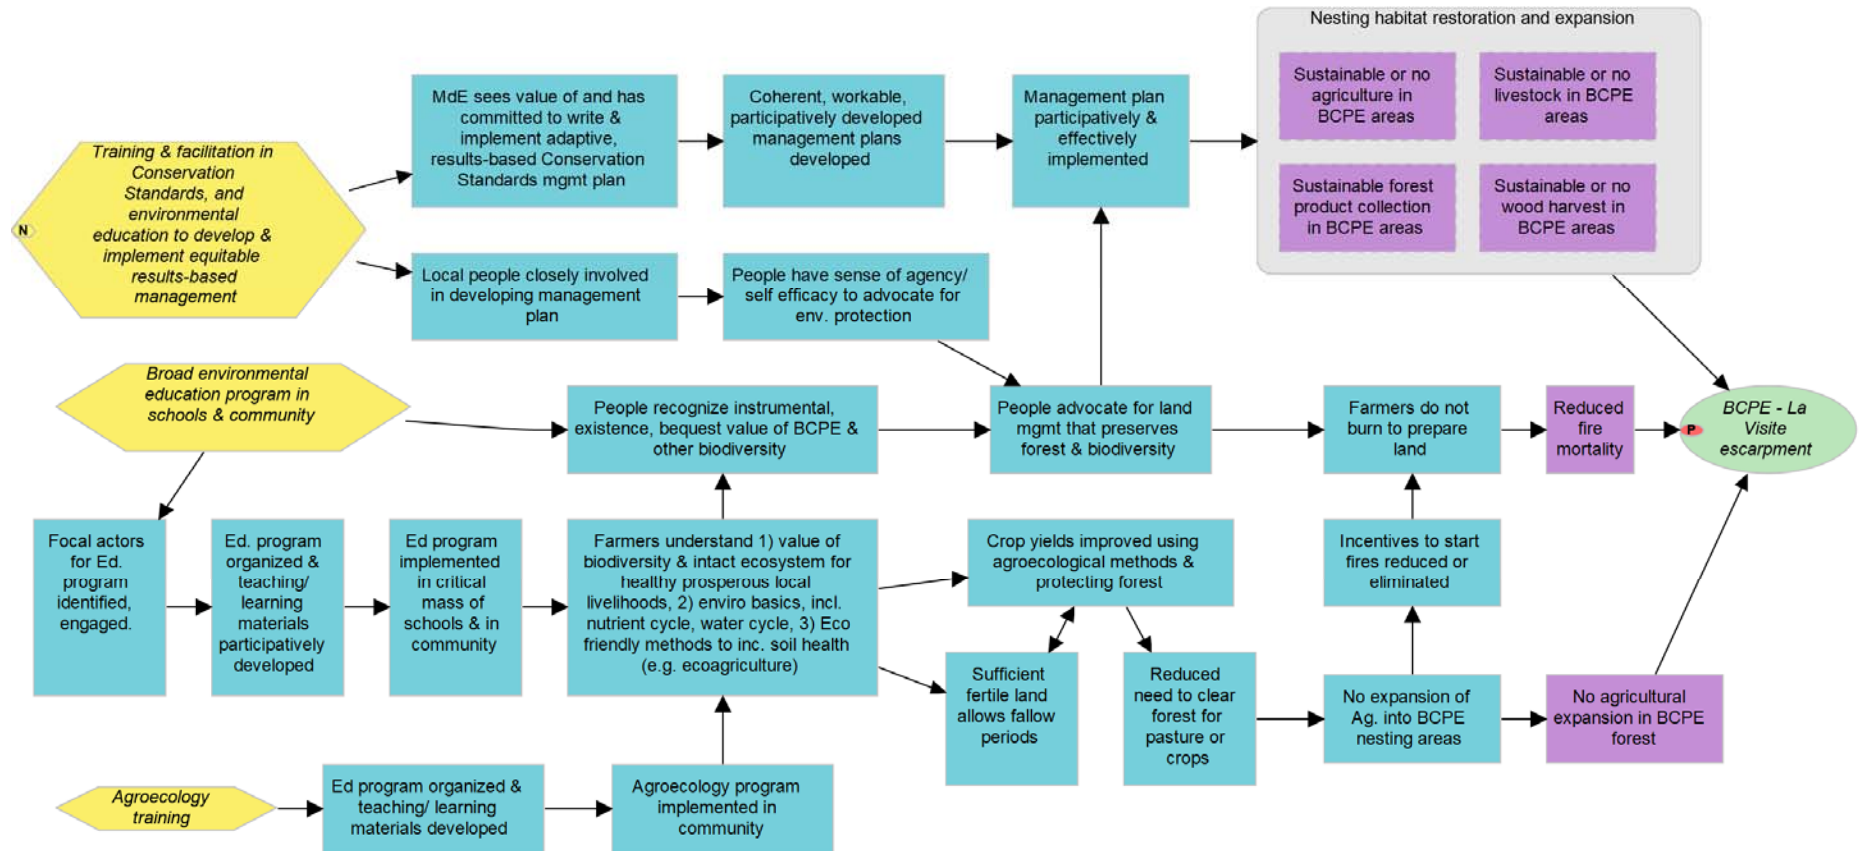 Nesting habitat restoration and expansion
Sustainable or no
agriculture in
BCPE areas
Sustainable or no
livestock in BCPE
areas
Sustainable forest
product collection
in BCPE areas
Sustainable or no
wood harvest in
BCPE areas
MdE sees value of and has
committed to write &
implement adaptive,
results-based Conservation
Standards mgmt plan
Coherent, workable,
participatively developed
management plans
developed
Management plan
participatively &
effectively
implemented
Training & facilitation in
Conservation
Standards, and
environmental
education to develop &
implement equitable
results-based
management
N
Local people closely involved
in developing management
plan
People have sense of agency/
self efficacy to advocate for
env. protection
Broad environmental
education program in
schools & community
People recognize instrumental,
existence, bequest value of BCPE &
other biodiversity
People advocate for land
mgmt that preserves
forest & biodiversity
Farmers do not
burn to prepare
land
Reduced
fire
mortality
P
BCPE - La
Visite
escarpment
Focal actors
for Ed.
program
identified,
engaged.
Ed. program
organized &
teaching/
learning
materials
participatively
developed
Ed program
implemented
in critical
mass of
schools & in
community
Farmers understand 1) value of
biodiversity & intact ecosystem for
healthy prosperous local
livelihoods, 2) enviro basics, incl.
nutrient cycle, water cycle, 3) Eco
friendly methods to inc. soil health
(e.g. ecoagriculture)
Crop yields improved using
agroecological methods &
protecting forest
Incentives to start
fires reduced or
eliminated
Sufficient
fertile land
allows fallow
periods
Reduced
need to clear
forest for
pasture or
crops
No expansion of
Ag. into BCPE
nesting areas
No agricultural
expansion in BCPE
forest
Agroecology
training
Ed program organized &
teaching/ learning
materials developed
Agroecology program
implemented in
community